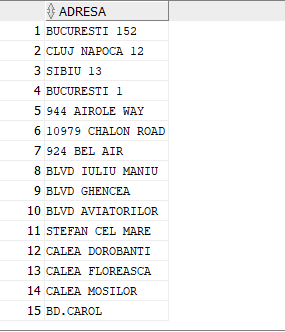 ADRESA
1 BUCURESTI 152
2 CLUJ NAPOCA 12
3 SIBIU 13
4 BUCURESTI 1
5 944 AIROLE WAY
6 10979 CHALON ROAD
7 924 BEL AIR
8 BLVD IULIU MANIU
9 BLVD GHENCEA
10 BLVD AVIATORILOR
11 STEFAN CEL MARE
12 CALEA DOROBANTI
13 CALEA FLOREASCA
14 CALEA MOSILOR
15 BD.CAROL